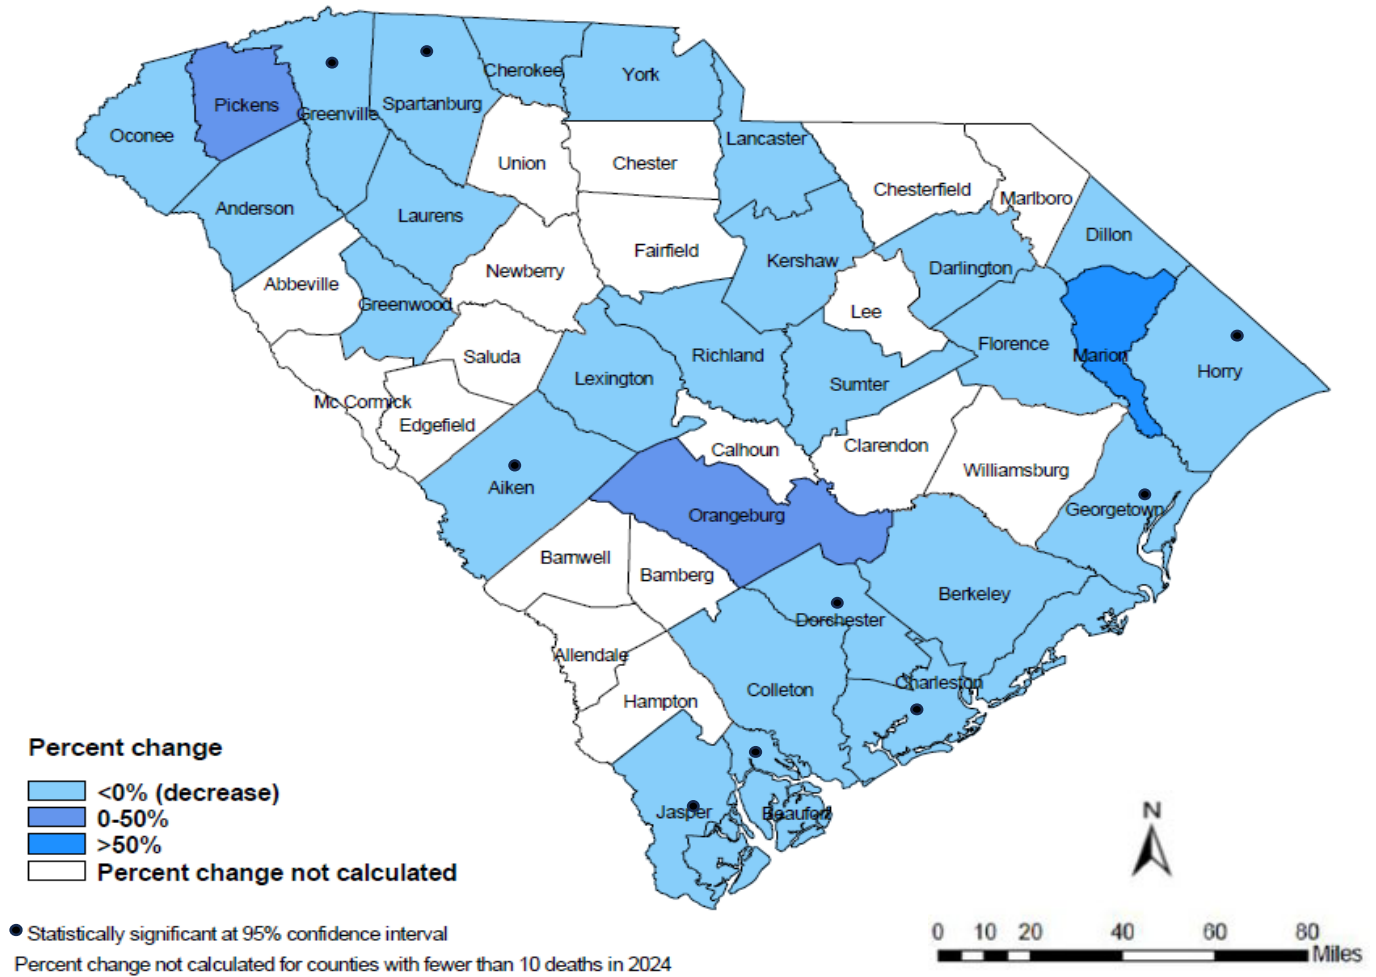 Cherokee
York
Pickens
Spartanburg
Greenville
Oconee
Lancaster
Union
Chester
Chesterfield
Marlboro
Anderson
Laurens
Dillon
Fairfield
Kershaw
Darlington
Newberry
Abbeville
Greenwood
Lee
Florence
Saluda
Richland
Marion
Lexington
Sumter
Horry
Mc Cormick
Edgefield
Calhoun
Clarendon
Williamsburg
Aiken
Orangeburg
Georgetown
Barnwell
Bamberg
Berkeley
Dorchester
Allendale
Charleston
Colleton
Hampton
Jasper
Beaufort
Percent change
<0% (decrease)
0-50%
>50%
Percent change not calculated
Statistically significant at 95% confidence interval
Percent change not calculated for counties with fewer than 10 deaths in 2024
N
0 10 20 40 60 80
Miles